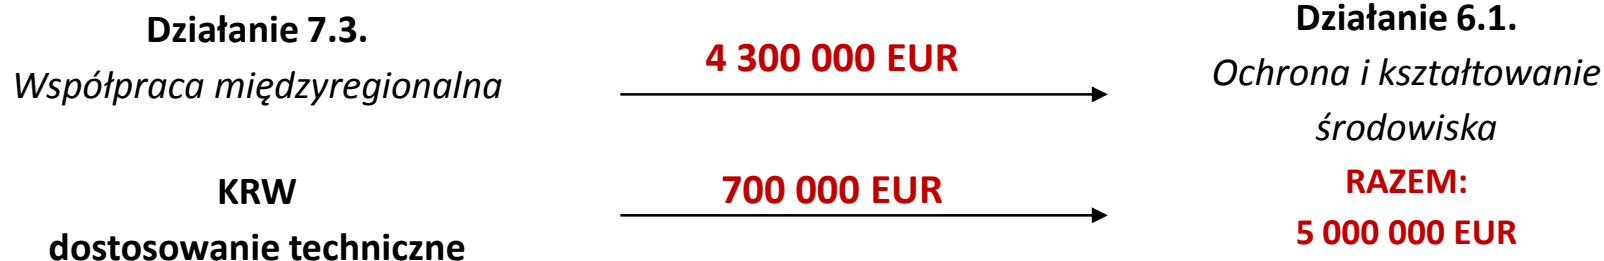 Działanie 7.3.
Współpraca międzyregionalna
4 300 000 EUR
Działanie 6.1.
Ochrona i kształtowanie
środowiska
KRW
dostosowanie techniczne
700 000 EUR
RAZEM:
5 000 000 EUR